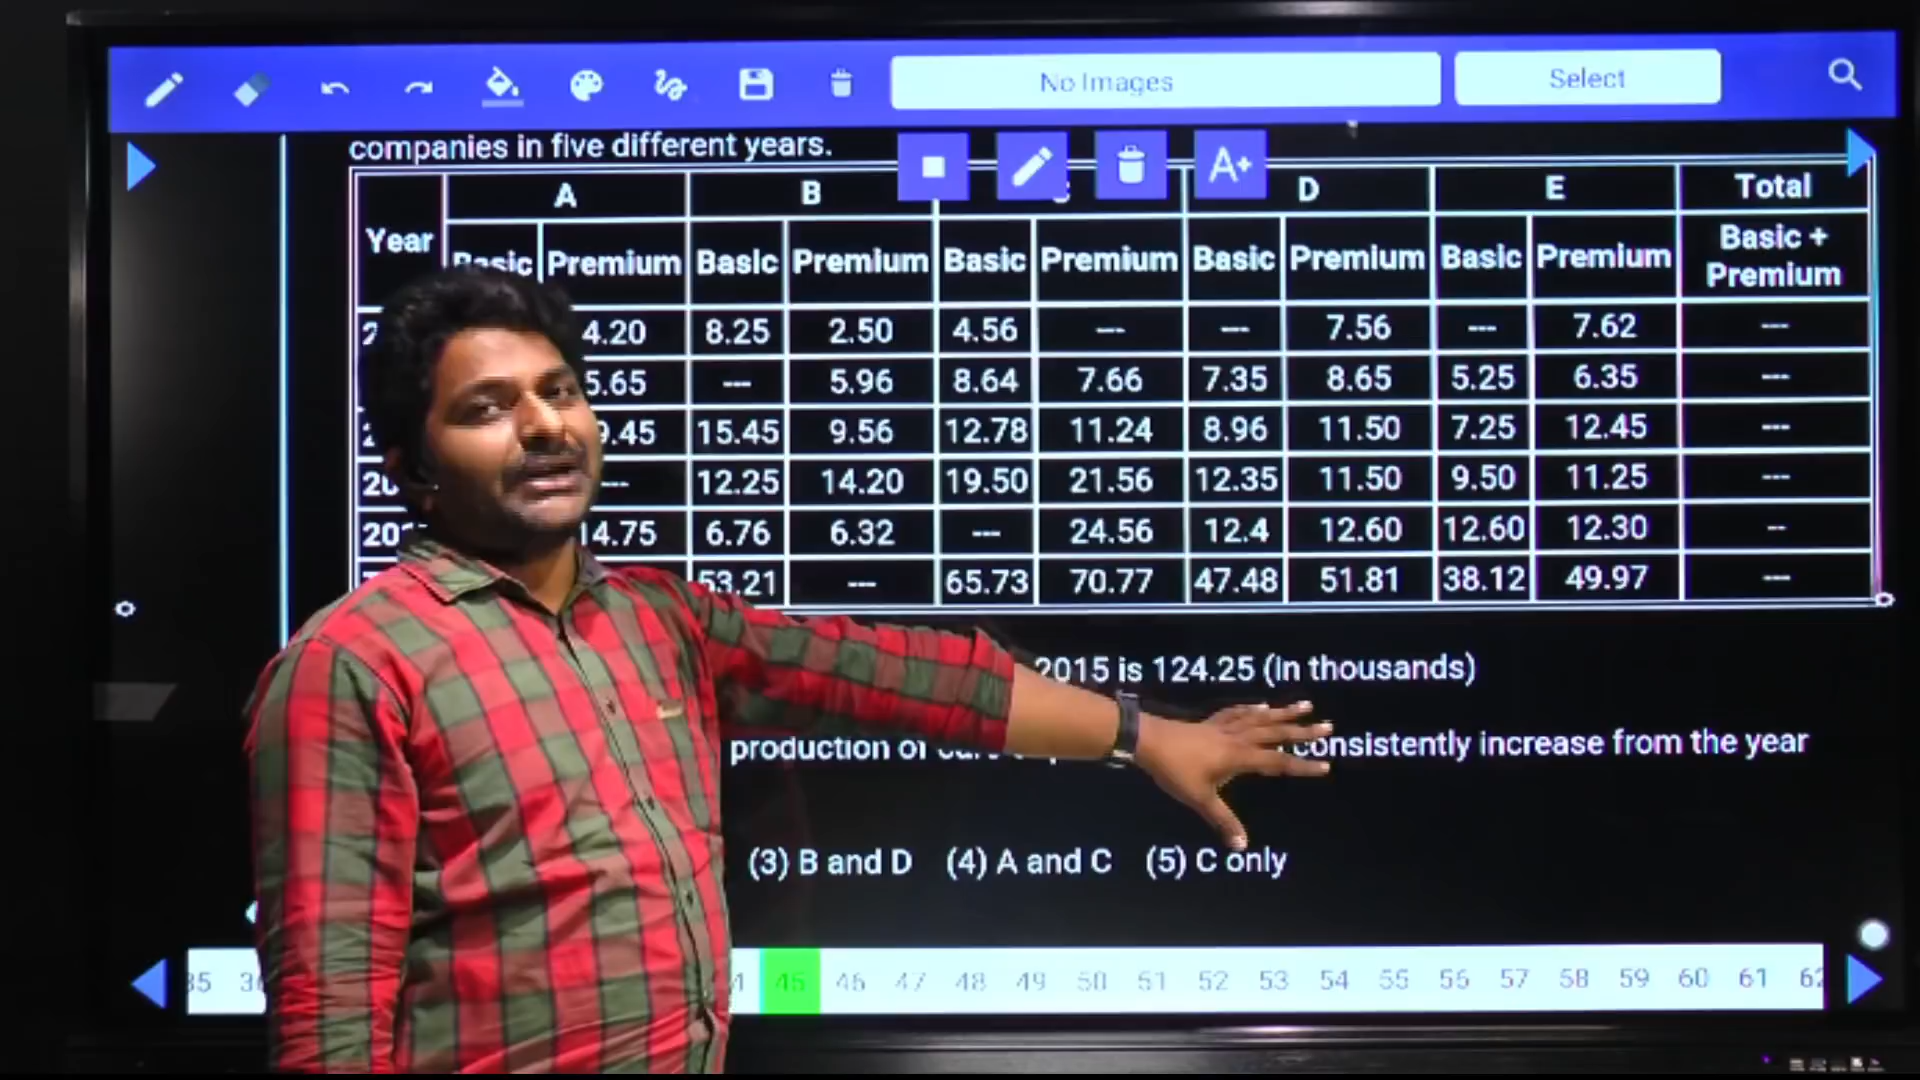 No Images
Select
companies in five different years.
A+
A B D E Total
Year Basic Premium Basic Premium Basic Premium Basic Premium Basic Premium Basic + Premium
4.20 8.25 2.50 4.56 --- --- 7.56 --- 7.62 ---
5.65 --- 5.96 8.64 7.66 7.35 8.65 5.25 6.35 ---
9.45 15.45 9.56 12.78 11.24 8.96 11.50 7.25 12.45 ---
--- 12.25 14.20 19.50 21.56 12.35 11.50 9.50 11.25 ---
14.75 6.76 6.32 --- 24.56 12.4 12.60 12.60 12.30 --
53.21 --- 65.73 70.77 47.48 51.81 38.12 49.97 ---
2015 is 124.25 (In thousands)
production of consistently increase from the year
(3) B and D (4) A and C (5) C only
45 46 47 48 49 50 51 52 53 54 55 56 57 58 59 60 61 62